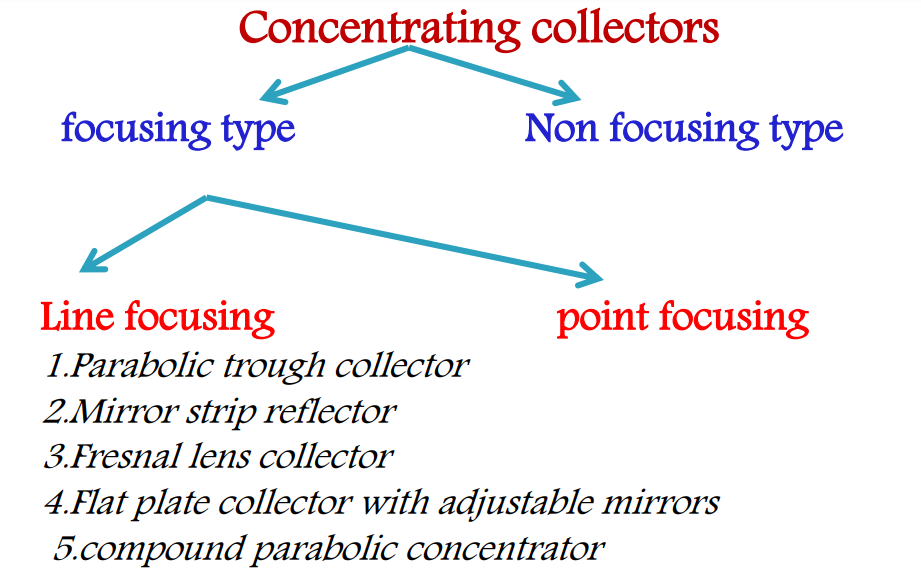 Concentrating collectors
focusing type
Non focusing type
Line focusing
point focusing
1.Parabolic trough collector
2.Mirror strip reflector
3.Fresnal lens collector
4.Flat plate collector with adjustable mirrors
5.compound parabolic concentrator